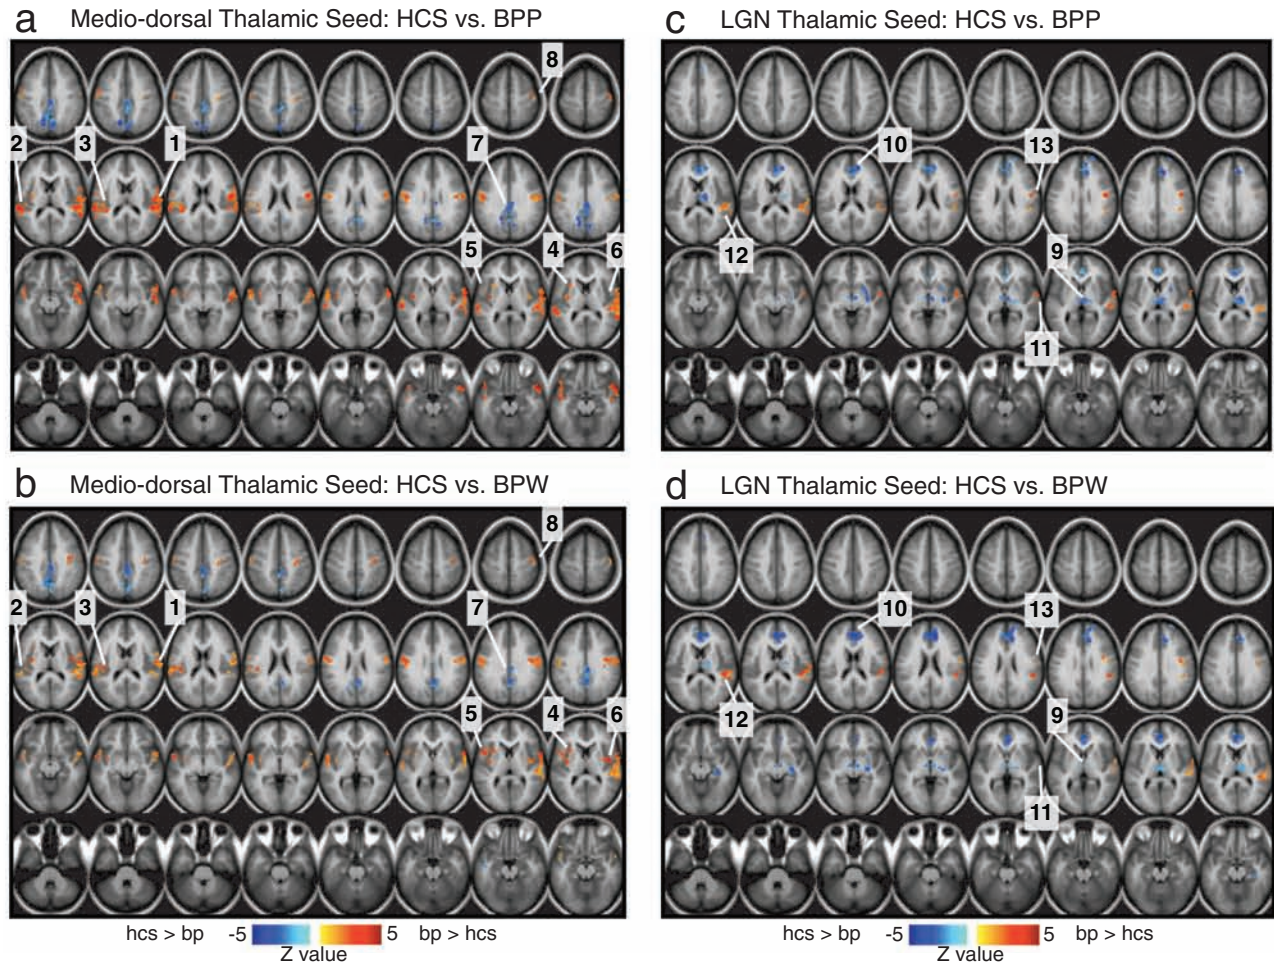 a Medio-dorsal Thalamic Seed: HCS vs. BPP
8
2 3 1 7
5 4 6
c LGN Thalamic Seed: HCS vs. BPP
10 13
12 9
11
b Medio-dorsal Thalamic Seed: HCS vs. BPW
8
2 3 1 7
5 4 6
hcs > bp -5 5 bp > hcs
Z value
d LGN Thalamic Seed: HCS vs. BPW
10 13
12 9
11
hcs > bp -5 5 bp > hcs
Z value